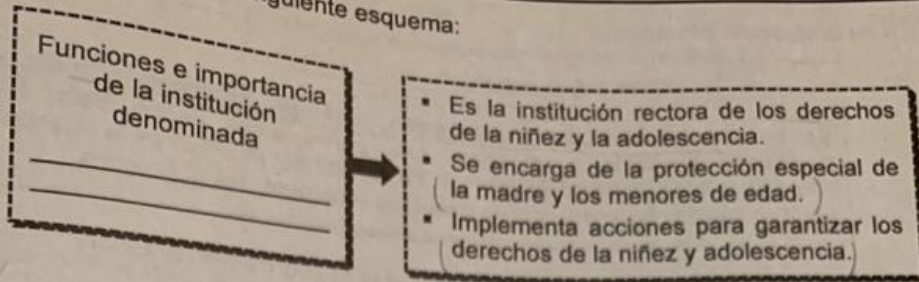 esquema:
Funciones e importancia
de la institución
denominada
▪ Es la institución rectora de los derechos
de la niñez y la adolescencia.
▪ Se encarga de la protección especial de
( la madre y los menores de edad. )
▪ Implementa acciones para garantizar los
( derechos de la niñez y adolescencia.)